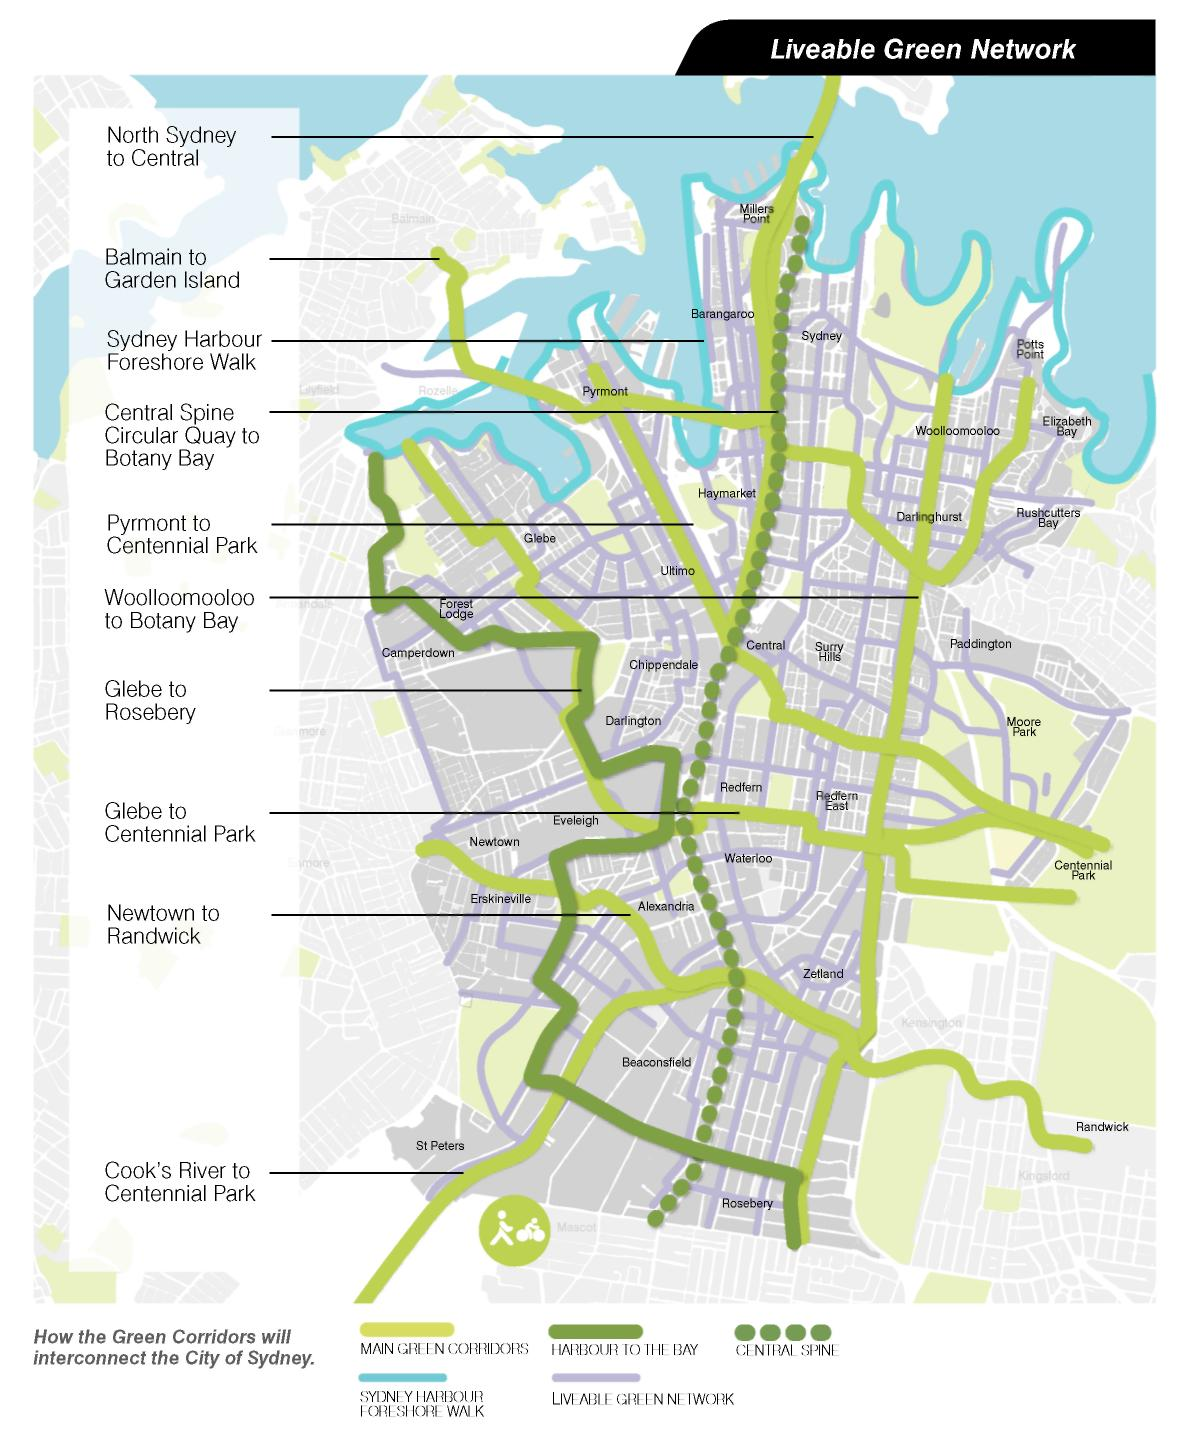 Liveable Green Network
North Sydney
to Central
Balmain to
Garden Island
Sydney Harbour
Foreshore Walk
Central Spine
Circular Quay to
Botany Bay
Pyrmont to
Centennial Park
Woolloomooloo
to Botany Bay
Glebe to
Rosebery
Glebe to
Centennial Park
Newtown to
Randwick
Cook's River to
Centennial Park
Balmain
Millers
Point
Barangaroo
Sydney
Potts
Point
Lilyfield
Rozelle
Pyrmont
Woolloomooloo
Elizabeth
Bay
Haymarket
Darlinghurst
Rushcutters
Bay
Glebe
Ultimo
Forest
Lodge
Camperdown
Chippendale
Central
Surry
Hills
Paddington
Darlington
Moore
Park
Redfern
Redfern
East
Eveleigh
Newtown
Waterloo
Centennial
Park
Erskineville
Alexandria
Zetland
Kensington
Beaconsfield
St Peters
Randwick
Kingsford
Rosebery
Mascot
How the Green Corridors will
interconnect the City of Sydney.
MAIN GREEN CORRIDORS
HARBOUR TO THE BAY
CENTRAL SPINE
SYDNEY HARBOUR
FORESHORE WALK
LIVEABLE GREEN NETWORK